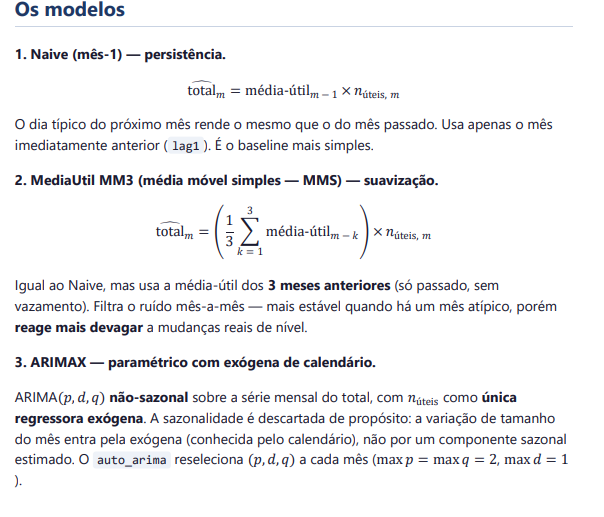 Os modelos
1. Naive (mês-1) — persistência.
$\widehat{\text{total}}_m = \text{média-útil}_{m-1} \times n_{\text{úteis}, m}$
O dia típico do próximo mês rende o mesmo que o do mês passado. Usa apenas o mês
imediatamente anterior ( lag1 ). É o baseline mais simples.
2. MediaUtil MM3 (média móvel simples — MMS) — suavização.
$\widehat{\text{total}}_m = \left( \frac{1}{3} \sum_{k=1}^{3} \text{média-útil}_{m-k} \right) \times n_{\text{úteis}, m}$
Igual ao Naive, mas usa a média-útil dos 3 meses anteriores (só passado, sem
vazamento). Filtra o ruído mês-a-mês — mais estável quando há um mês atípico, porém
reage mais devagar a mudanças reais de nível.
3. ARIMAX — paramétrico com exógena de calendário.
ARIMA$(p, d, q)$ não-sazonal sobre a série mensal do total, com $n_{\text{úteis}}$ como única
regressora exógena. A sazonalidade é descartada de propósito: a variação de tamanho
do mês entra pela exógena (conhecida pelo calendário), não por um componente sazonal
estimado. O auto_arima reseleciona $(p, d, q)$ a cada mês ($\max p = \max q = 2$, $\max d = 1$
).